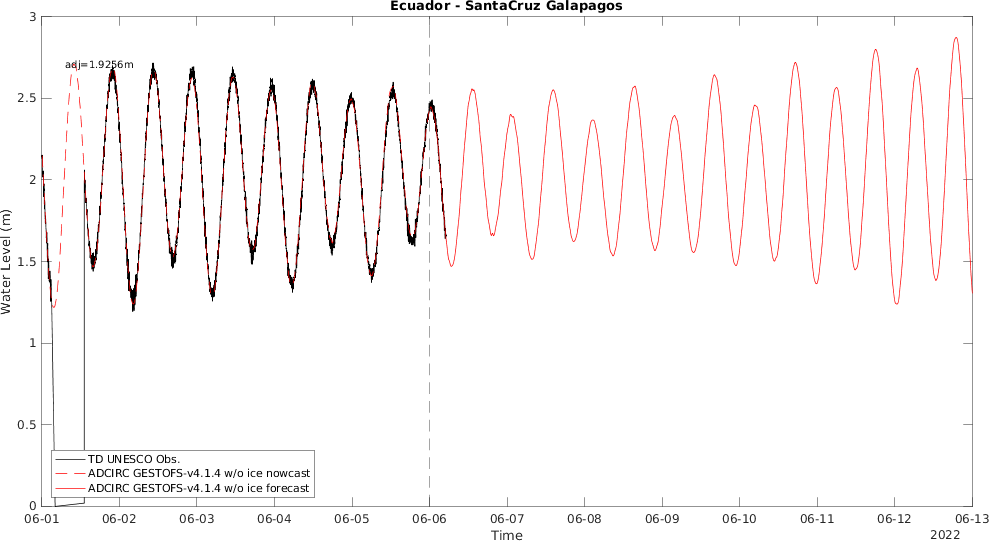 Ecuador - SantaCruz Galapagos
adj=1.9256m
Water Level (m)
3
2.5
2
1.5
1
0.5
0
TD UNESCO Obs.
ADCIRC GESTOFS-v4.1.4 w/o ice nowcast
ADCIRC GESTOFS-v4.1.4 w/o ice forecast
06-01 06-02 06-03 06-04 06-05 06-06 06-07 06-08 06-09 06-10 06-11 06-12 06-13
Time
2022